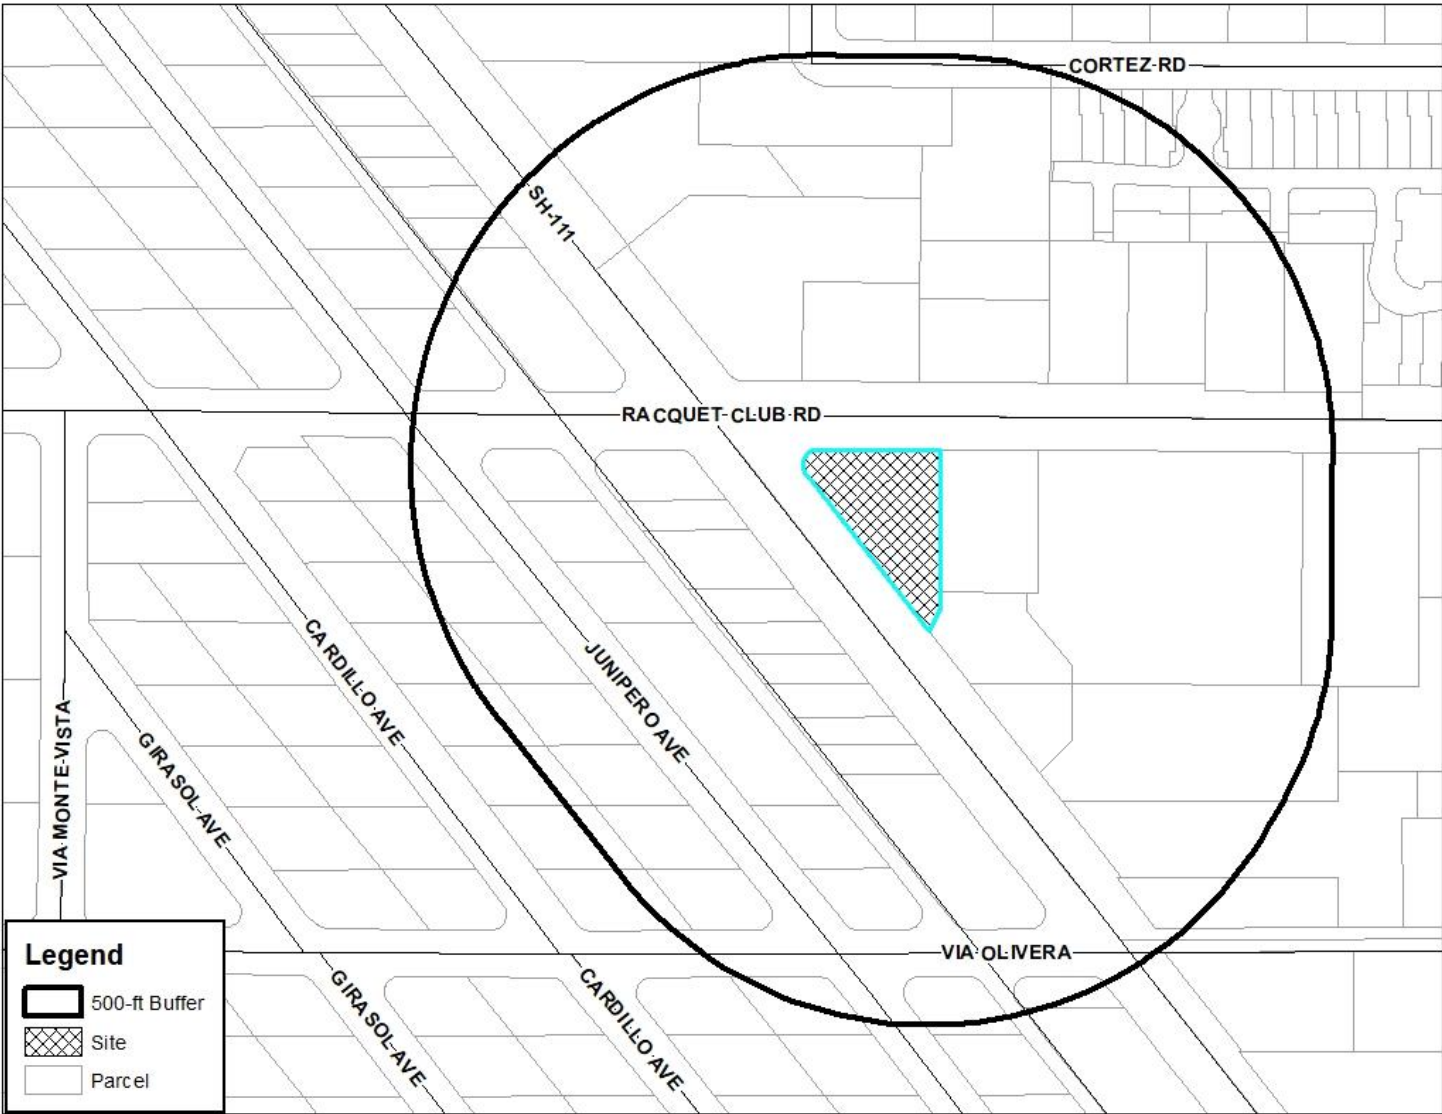 CORTEZ RD
SH-111
RACQUET CLUB RD
CARDILLO AVE
JUNIPERO AVE
VIA MONTE VISTA
GIRASOL AVE
VIA OLIVERA
GIRASOL AVE
CARDILLO AVE
Legend
500-ft Buffer
Site
Parcel